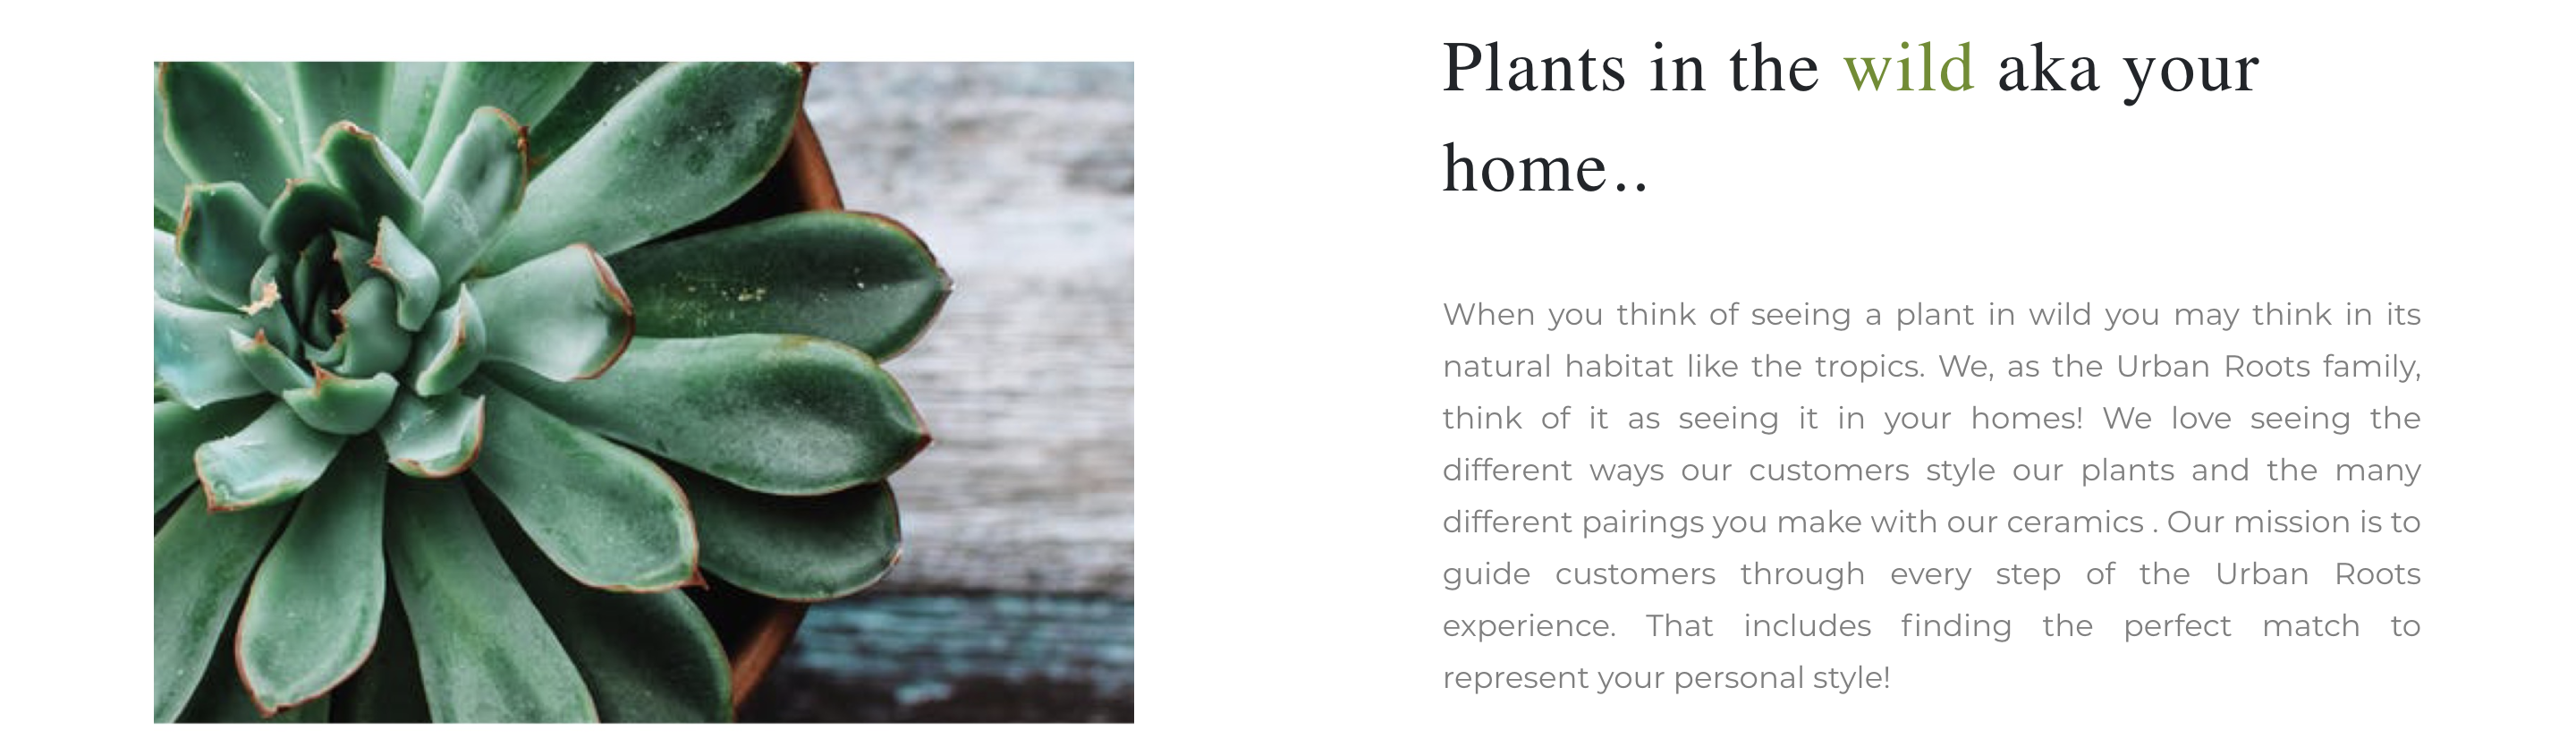 Plants in the wild aka your
home..
When you think of seeing a plant in wild you may think in its
natural habitat like the tropics. We, as the Urban Roots family,
think of it as seeing it in your homes! We love seeing the
different ways our customers style our plants and the many
different pairings you make with our ceramics . Our mission is to
guide customers through every step of the Urban Roots
experience. That includes finding the perfect match to
represent your personal style!